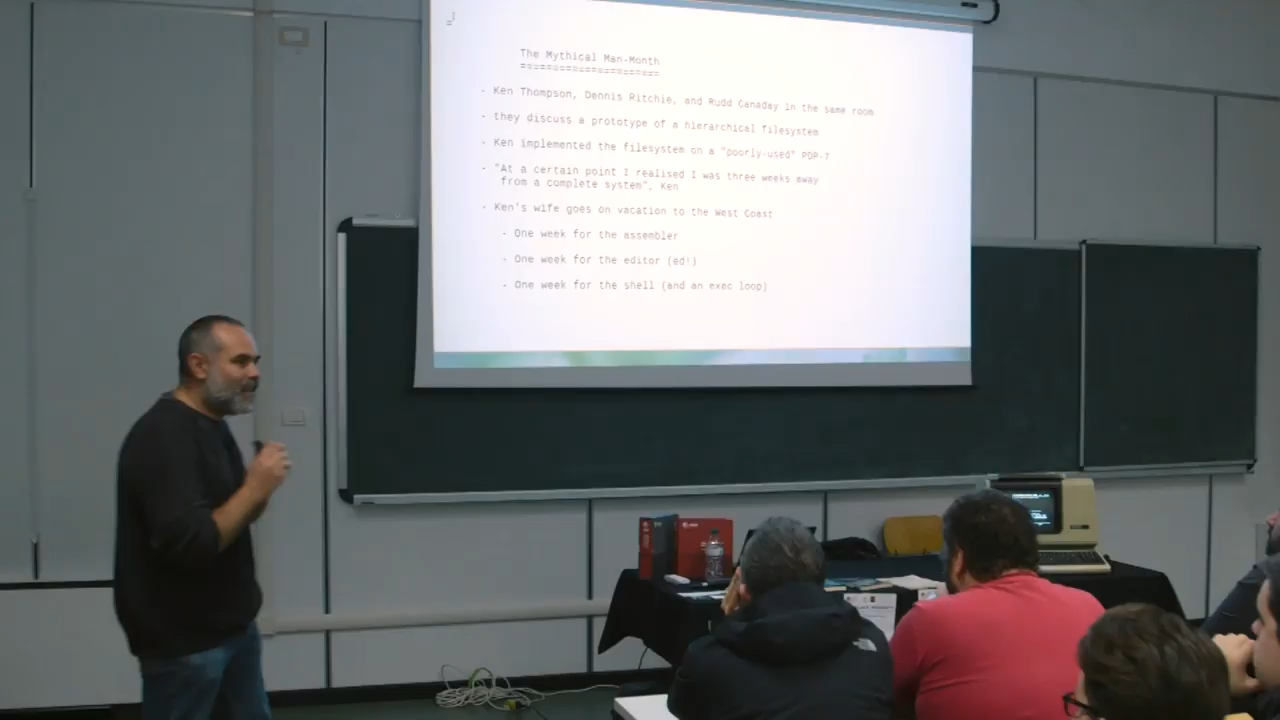 The Mythical Man-Month
======================
- Ken Thompson, Dennis Ritchie, and Rudd Canaday in the same room
- they discuss a prototype of a hierarchical filesystem
- Ken implemented the filesystem on a "poorly-used" PDP-7
- "At a certain point I realised I was three weeks away
from a complete system", Ken
- Ken's wife goes on vacation to the West Coast
- One week for the assembler
- One week for the editor (ed!)
- One week for the shell (and an exec loop)